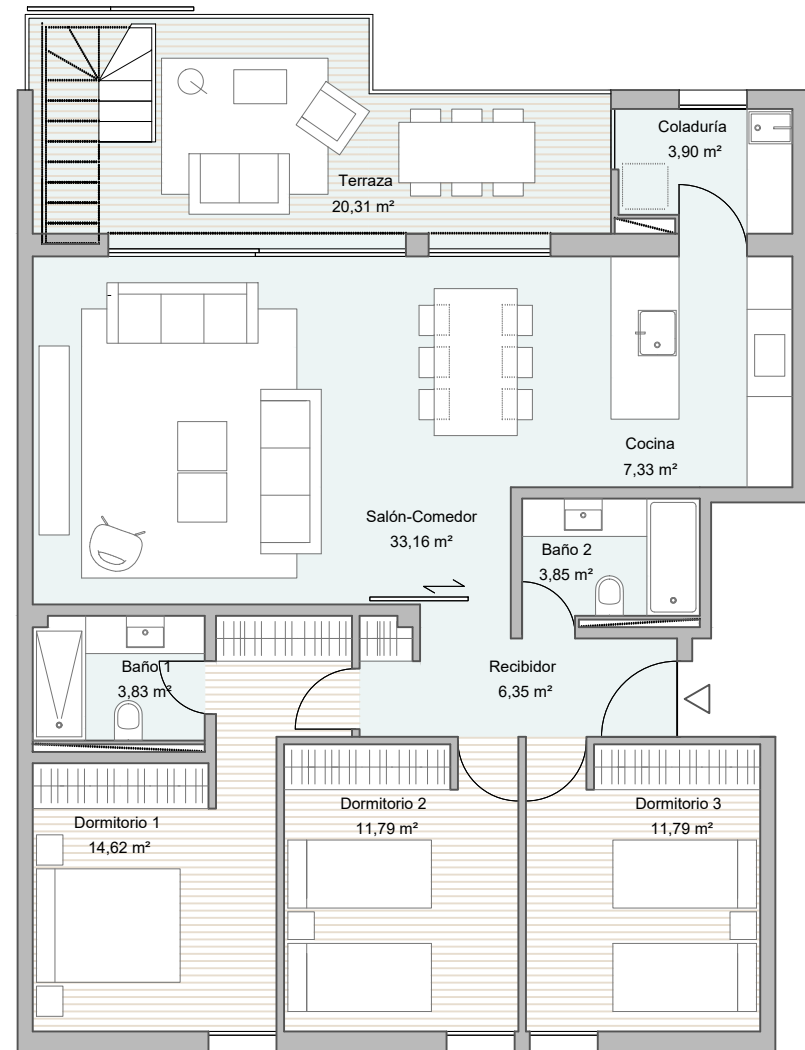 Coladuría
3,90 m²
Terraza
20,31 m²
Cocina
7,33 m²
Salón-Comedor
33,16 m²
Baño 2
3,85 m²
Baño 1
3,83 m²
Recibidor
6,35 m²
Dormitorio 1
14,62 m²
Dormitorio 2
11,79 m²
Dormitorio 3
11,79 m²